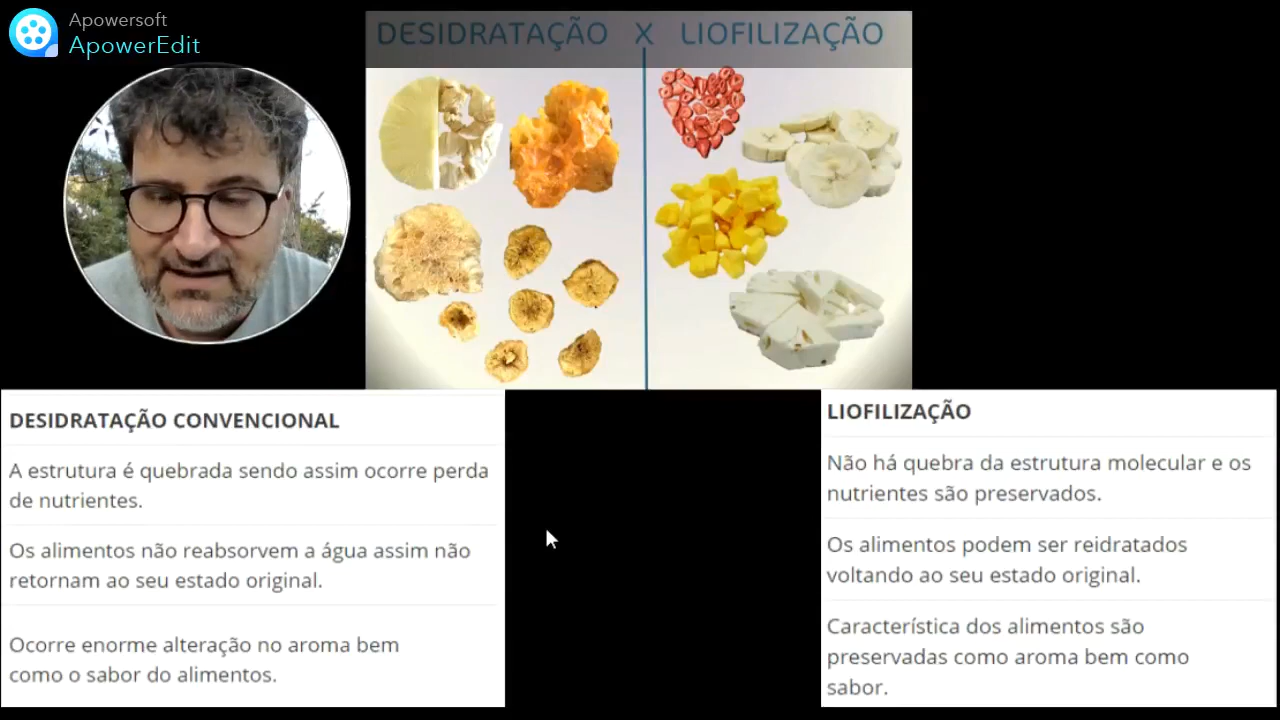 Apowersoft
ApowerEdit
DESIDRATAÇÃO X LIOFILIZAÇÃO
DESIDRATAÇÃO CONVENCIONAL
A estrutura é quebrada sendo assim ocorre perda
de nutrientes.
Os alimentos não reabsorvem a água assim não
retornam ao seu estado original.
Ocorre enorme alteração no aroma bem
como o sabor do alimentos.
LIOFILIZAÇÃO
Não há quebra da estrutura molecular e os
nutrientes são preservados.
Os alimentos podem ser reidratados
voltando ao seu estado original.
Característica dos alimentos são
preservadas como aroma bem como
sabor.